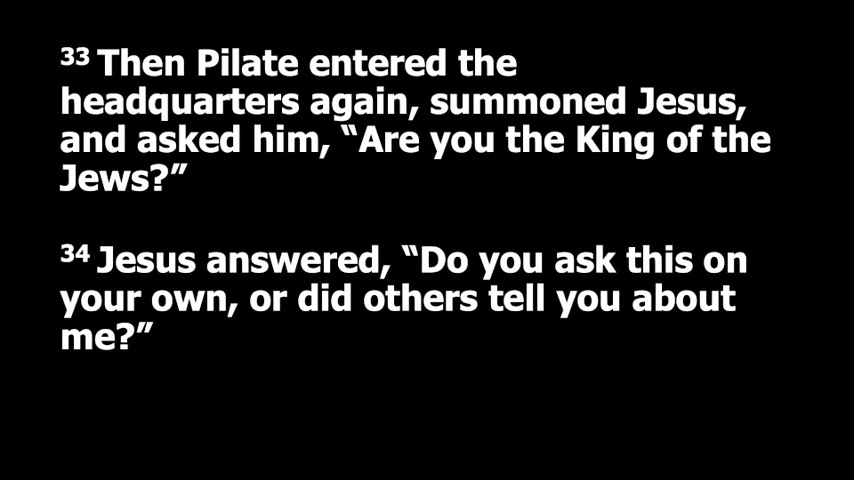 33 Then Pilate entered the
headquarters again, summoned Jesus,
and asked him, “Are you the King of the
Jews?”
34 Jesus answered, “Do you ask this on
your own, or did others tell you about
me?”